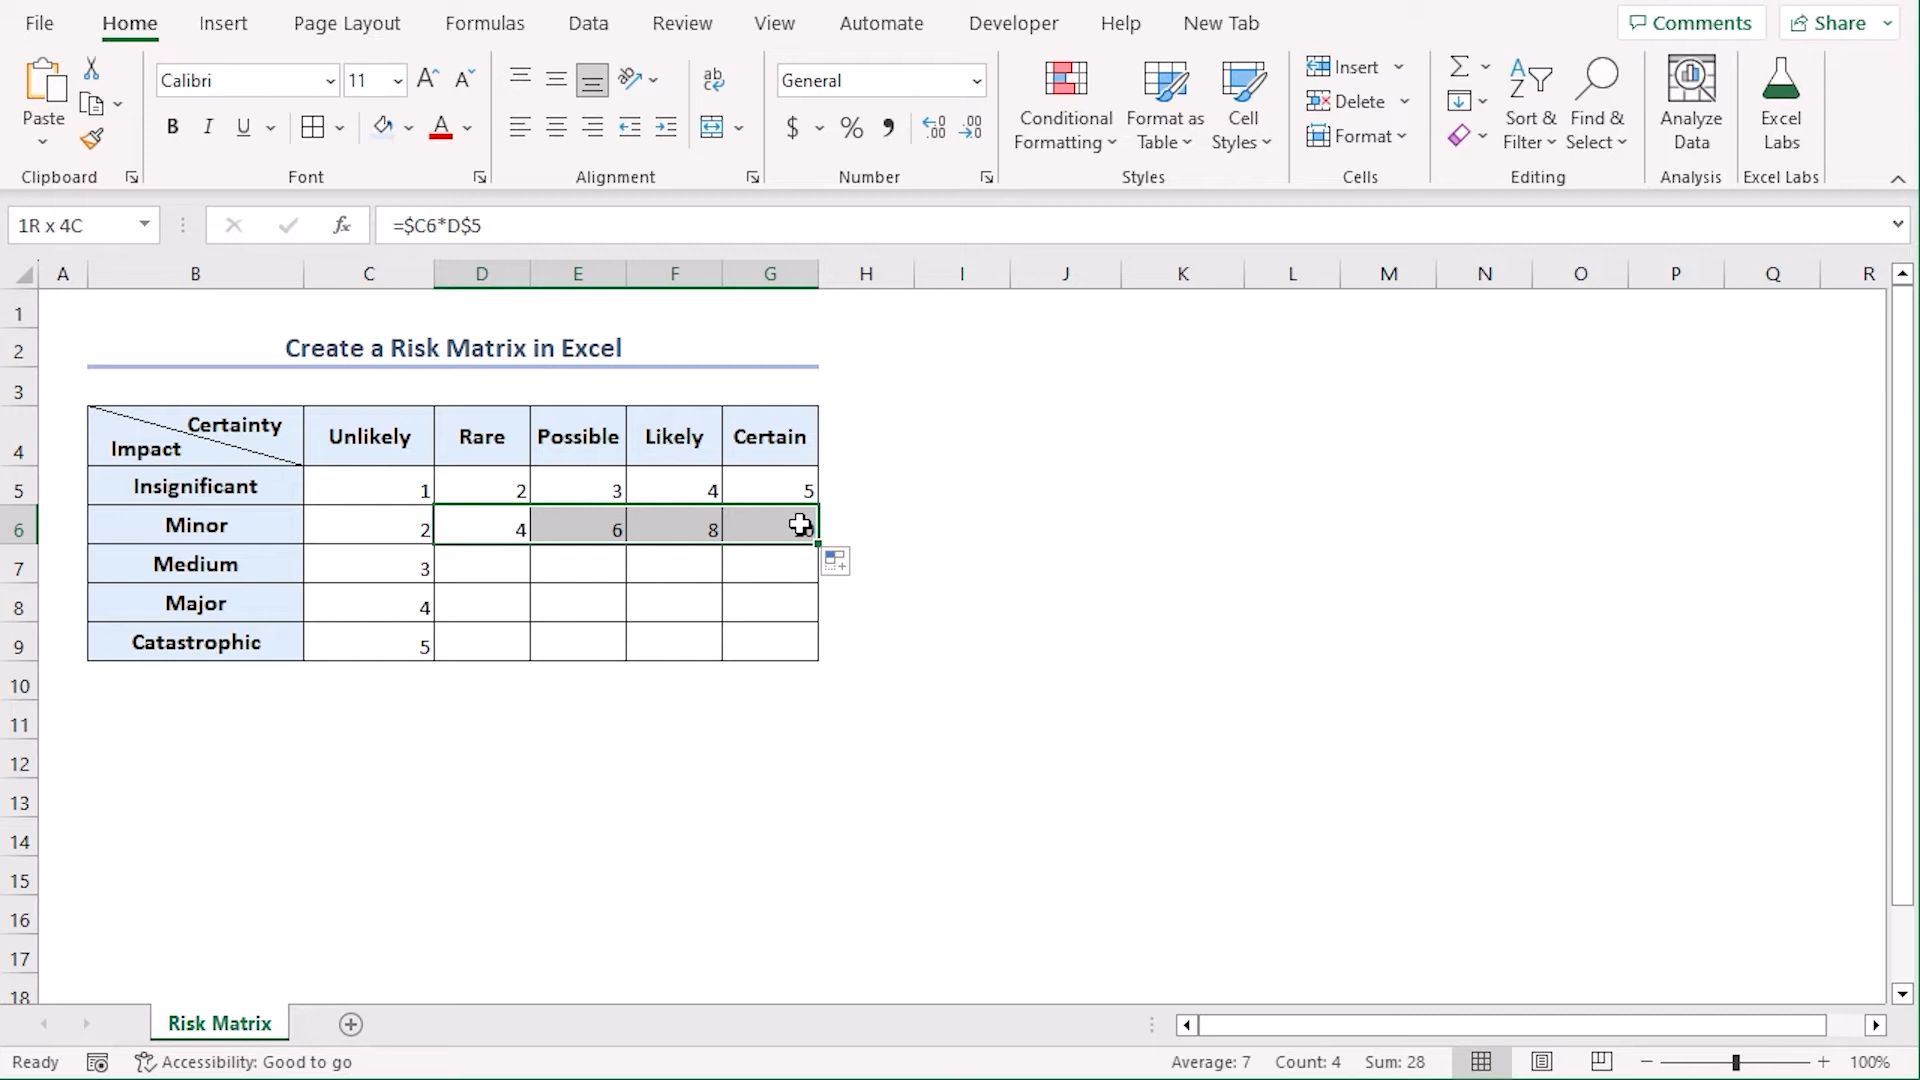 File Home Insert Page Layout Formulas Data Review View Automate Developer Help New Tab Comments Share
Calibri 11 General
Paste
B I U
ab
$ % 9
Conditional Formatting
Format as Table
Cell Styles
Insert
Delete
Format
Sort & Filter
Find & Select
Analyze Data
Excel Labs
Clipboard Font Alignment Number Styles Cells Editing Analysis Excel Labs
1R x 4C fx =$C6*D$5
A B C D E F G H I J K L M N O P Q R
1
2 Create a Risk Matrix in Excel
3
4 Certainty Impact Unlikely Rare Possible Likely Certain
5 Insignificant 1 2 3 4 5
6 Minor 2 4 6 8
7 Medium 3
8 Major 4
9 Catastrophic 5
10
11
12
13
14
15
16
17
18
Risk Matrix
Ready Accessibility: Good to go Average: 7 Count: 4 Sum: 28 100%